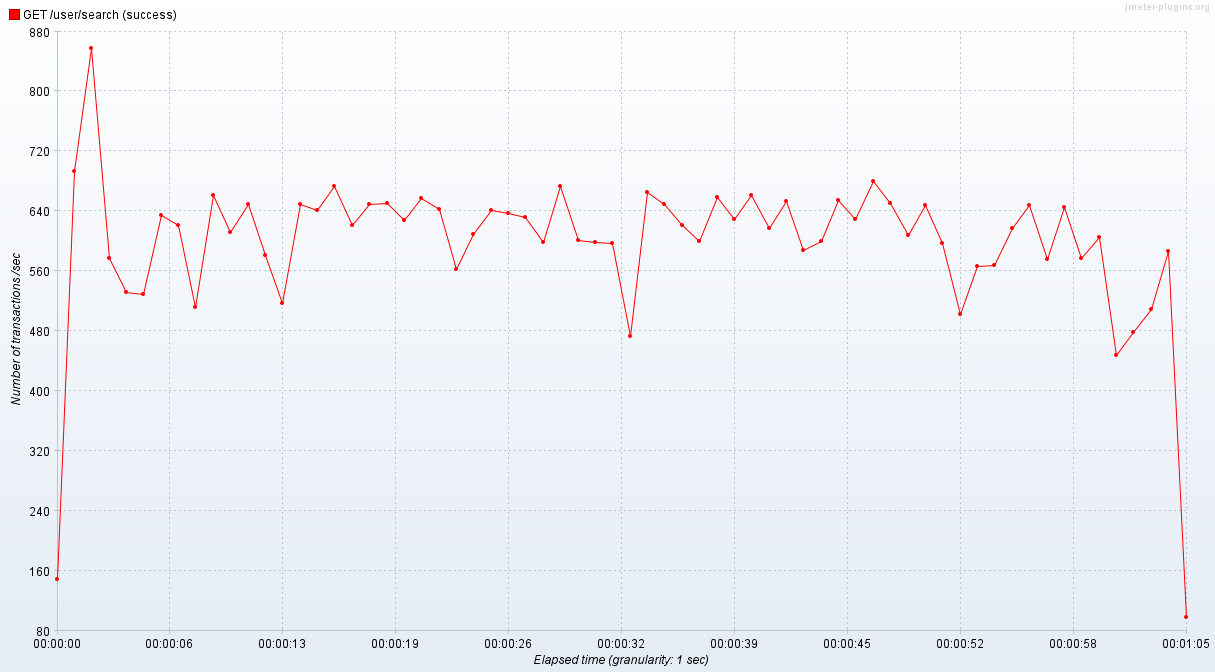 jmeter-plugins.org
GET /user/search (success)
880
800
720
640
560
480
400
320
240
160
80
Number of transactions /sec
00:00:00 00:00:06 00:00:13 00:00:19 00:00:26 00:00:32 00:00:39 00:00:45 00:00:52 00:00:58 00:01:05
Elapsed time (granularity: 1 sec)